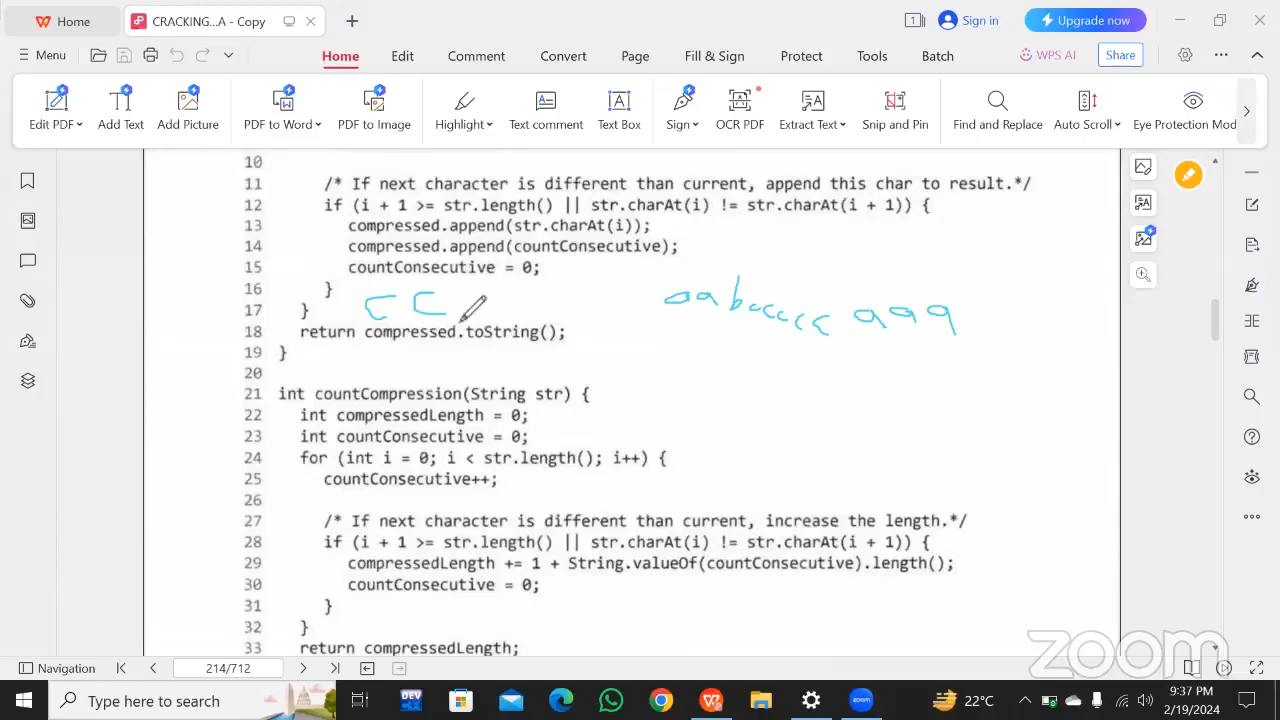 Home
CRACKING...A - Copy
Sign in
Upgrade now
Menu
Home
Edit
Comment
Convert
Page
Fill & Sign
Protect
Tools
Batch
WPS AI
Share
Edit PDF
Add Text
Add Picture
PDF to Word
PDF to Image
Highlight
Text comment
Text Box
Sign
OCR PDF
Extract Text
Snip and Pin
Find and Replace
Auto Scroll
Eye Protection Mod
10
11 /* If next character is different than current, append this char to result.*/
12 if (i + 1 >= str.length() || str.charAt(i) != str.charAt(i + 1)) {
13 compressed.append(str.charAt(i));
14 compressed.append(countConsecutive);
15 countConsecutive = 0;
16 }
aabccccc aaa
17 }
18 return compressed.toString();
19 }
20
21 int countCompression(String str) {
22 int compressedLength = 0;
23 int countConsecutive = 0;
24 for (int i = 0; i < str.length(); i++) {
25 countConsecutive++;
26
27 /* If next character is different than current, increase the length.*/
28 if (i + 1 >= str.length() || str.charAt(i) != str.charAt(i + 1)) {
29 compressedLength += 1 + String.valueOf(countConsecutive).length();
30 countConsecutive = 0;
31 }
32 }
33 return compressedLength;
zoom
Navigation
214/712
Type here to search
DEV
zoom
22°C
9:37 PM
2/19/2024